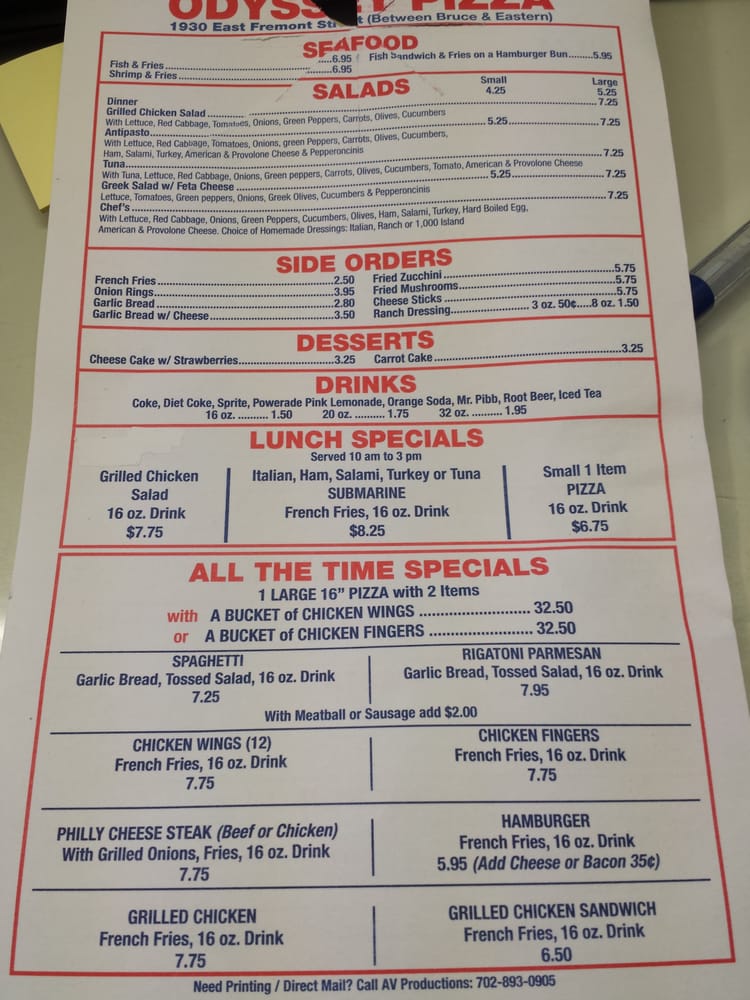 ODYSSEY PIZZA
1930 East Fremont St t (Between Bruce & Eastern)
SEAFOOD
Fish & Fries.....6.95 Fish Sandwich & Fries on a Hamburger Bun........5.95
Shrimp & Fries.....6.95
SALADS
Small Large
Dinner 4.25 5.25
Grilled Chicken Salad.....7.25
With Lettuce, Red Cabbage, Tomatoes, Onions, Green Peppers, Carrots, Olives, Cucumbers
Antipasto.....5.25.....7.25
With Lettuce, Red Cabbage, Tomatoes, Onions, green Peppers, Carrots, Olives, Cucumbers,
Ham, Salami, Turkey, American & Provolone Cheese & Pepperoncinis
Tuna.....7.25
With Tuna, Lettuce, Red Cabbage, Onions, Green peppers, Carrots, Olives, Cucumbers, Tomato, American & Provolone Cheese
Greek Salad w/ Feta Cheese.....5.25.....7.25
Lettuce, Tomatoes, Green peppers, Onions, Greek Olives, Cucumbers & Pepperoncinis
Chef's.....7.25
With Lettuce, Red Cabbage, Onions, Green Peppers, Cucumbers, Olives, Ham, Salami, Turkey, Hard Boiled Egg,
American & Provolone Cheese. Choice of Homemade Dressings: Italian, Ranch or 1,000 Island
SIDE ORDERS
French Fries.....2.50 Fried Zucchini.....5.75
Onion Rings.....3.95 Fried Mushrooms.....5.75
Garlic Bread.....2.80 Cheese Sticks.....5.75
Garlic Bread w/ Cheese.....3.50 Ranch Dressing.....3 oz. 50¢.....8 oz. 1.50
DESSERTS
Cheese Cake w/ Strawberries.....3.25 Carrot Cake.....3.25
DRINKS
Coke, Diet Coke, Sprite, Powerade Pink Lemonade, Orange Soda, Mr. Pibb, Root Beer, Iced Tea
16 oz. .......... 1.50 20 oz. .......... 1.75 32 oz. .......... 1.95
LUNCH SPECIALS
Served 10 am to 3 pm
Grilled Chicken
Salad
16 oz. Drink
$7.75
Italian, Ham, Salami, Turkey or Tuna
SUBMARINE
French Fries, 16 oz. Drink
$8.25
Small 1 Item
PIZZA
16 oz. Drink
$6.75
ALL THE TIME SPECIALS
1 LARGE 16” PIZZA with 2 Items
with A BUCKET of CHICKEN WINGS .......... 32.50
or A BUCKET of CHICKEN FINGERS .......... 32.50
SPAGHETTI
Garlic Bread, Tossed Salad, 16 oz. Drink
7.25
RIGATONI PARMESAN
Garlic Bread, Tossed Salad, 16 oz. Drink
7.95
With Meatball or Sausage add $2.00
CHICKEN WINGS (12)
French Fries, 16 oz. Drink
7.75
CHICKEN FINGERS
French Fries, 16 oz. Drink
7.75
PHILLY CHEESE STEAK (Beef or Chicken)
With Grilled Onions, Fries, 16 oz. Drink
7.75
HAMBURGER
French Fries, 16 oz. Drink
5.95 (Add Cheese or Bacon 35¢)
GRILLED CHICKEN
French Fries, 16 oz. Drink
7.75
GRILLED CHICKEN SANDWICH
French Fries, 16 oz. Drink
6.50
Need Printing / Direct Mail? Call AV Productions: 702-893-0905